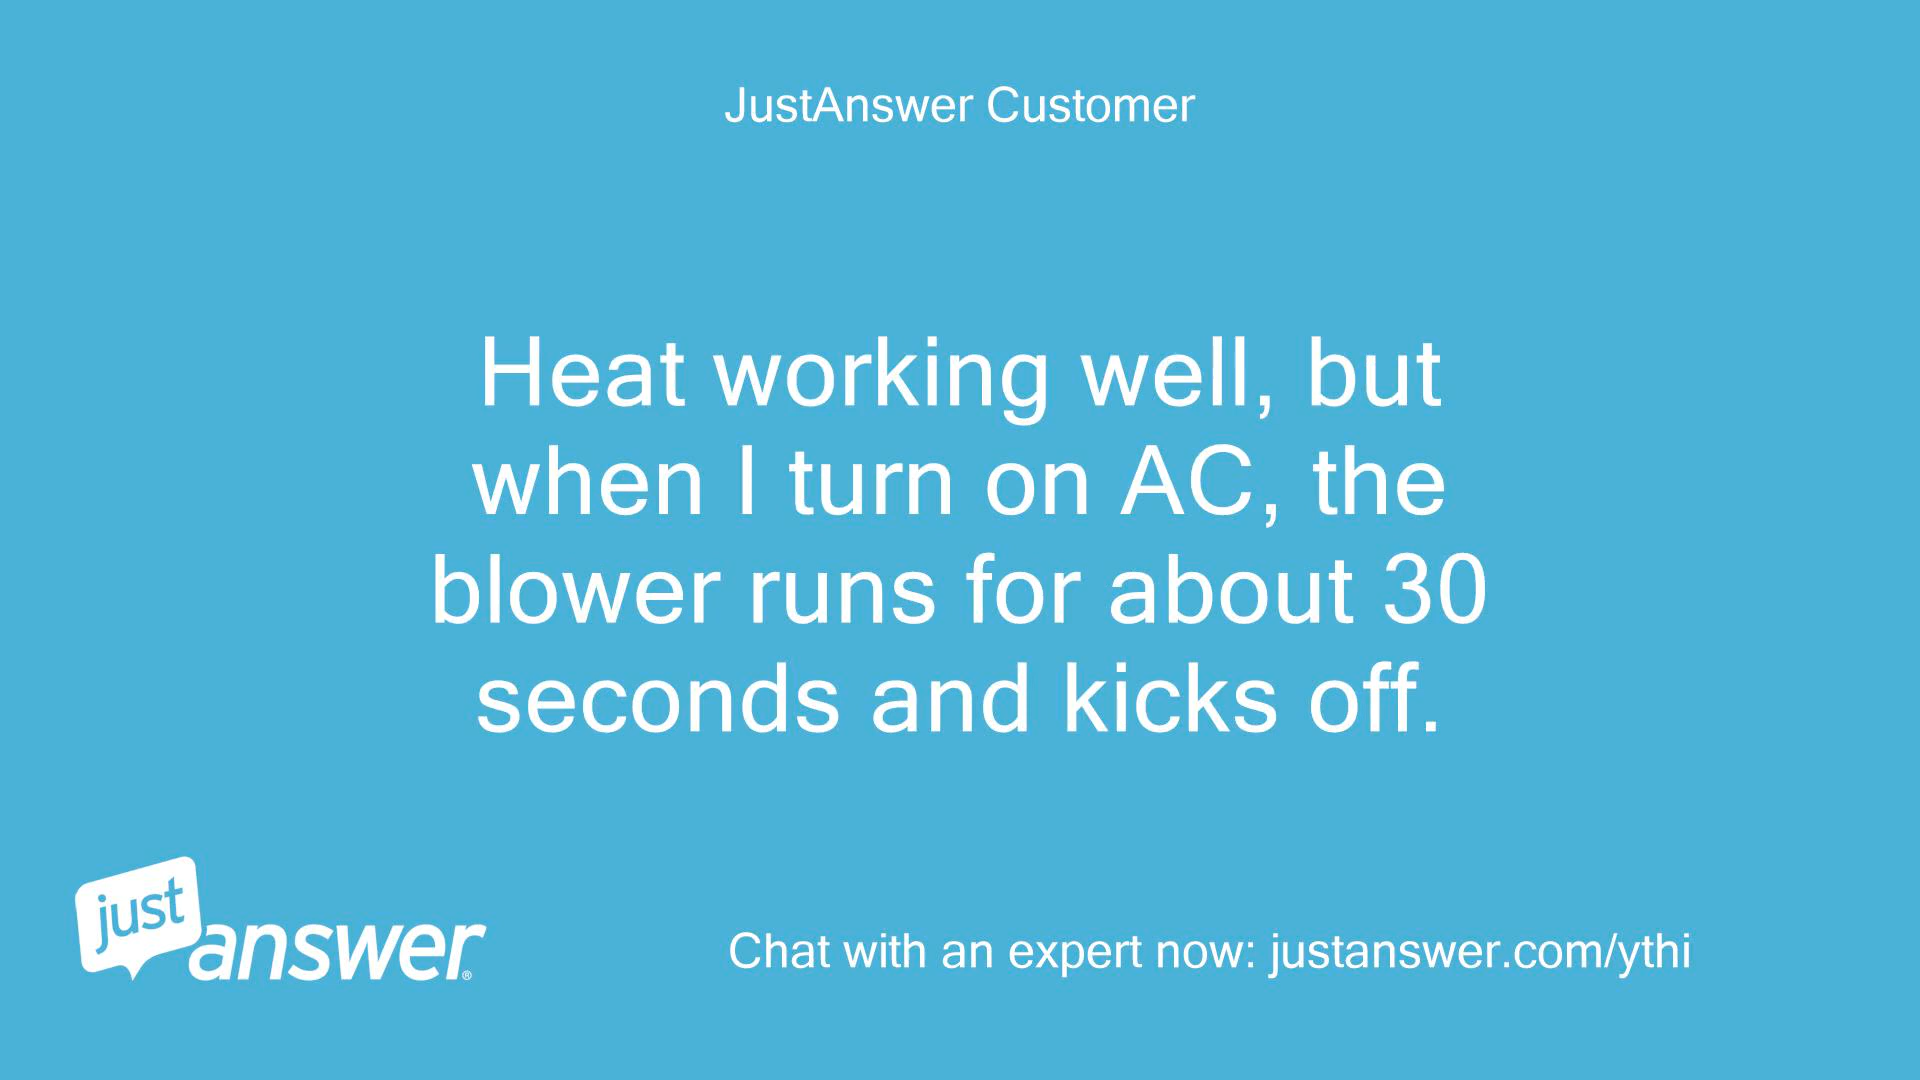 JustAnswer Customer
Heat working well, but
when I turn on AC, the
blower runs for about 30
seconds and kicks off.
just
answer®
Chat with an expert now: justanswer.com/ythi